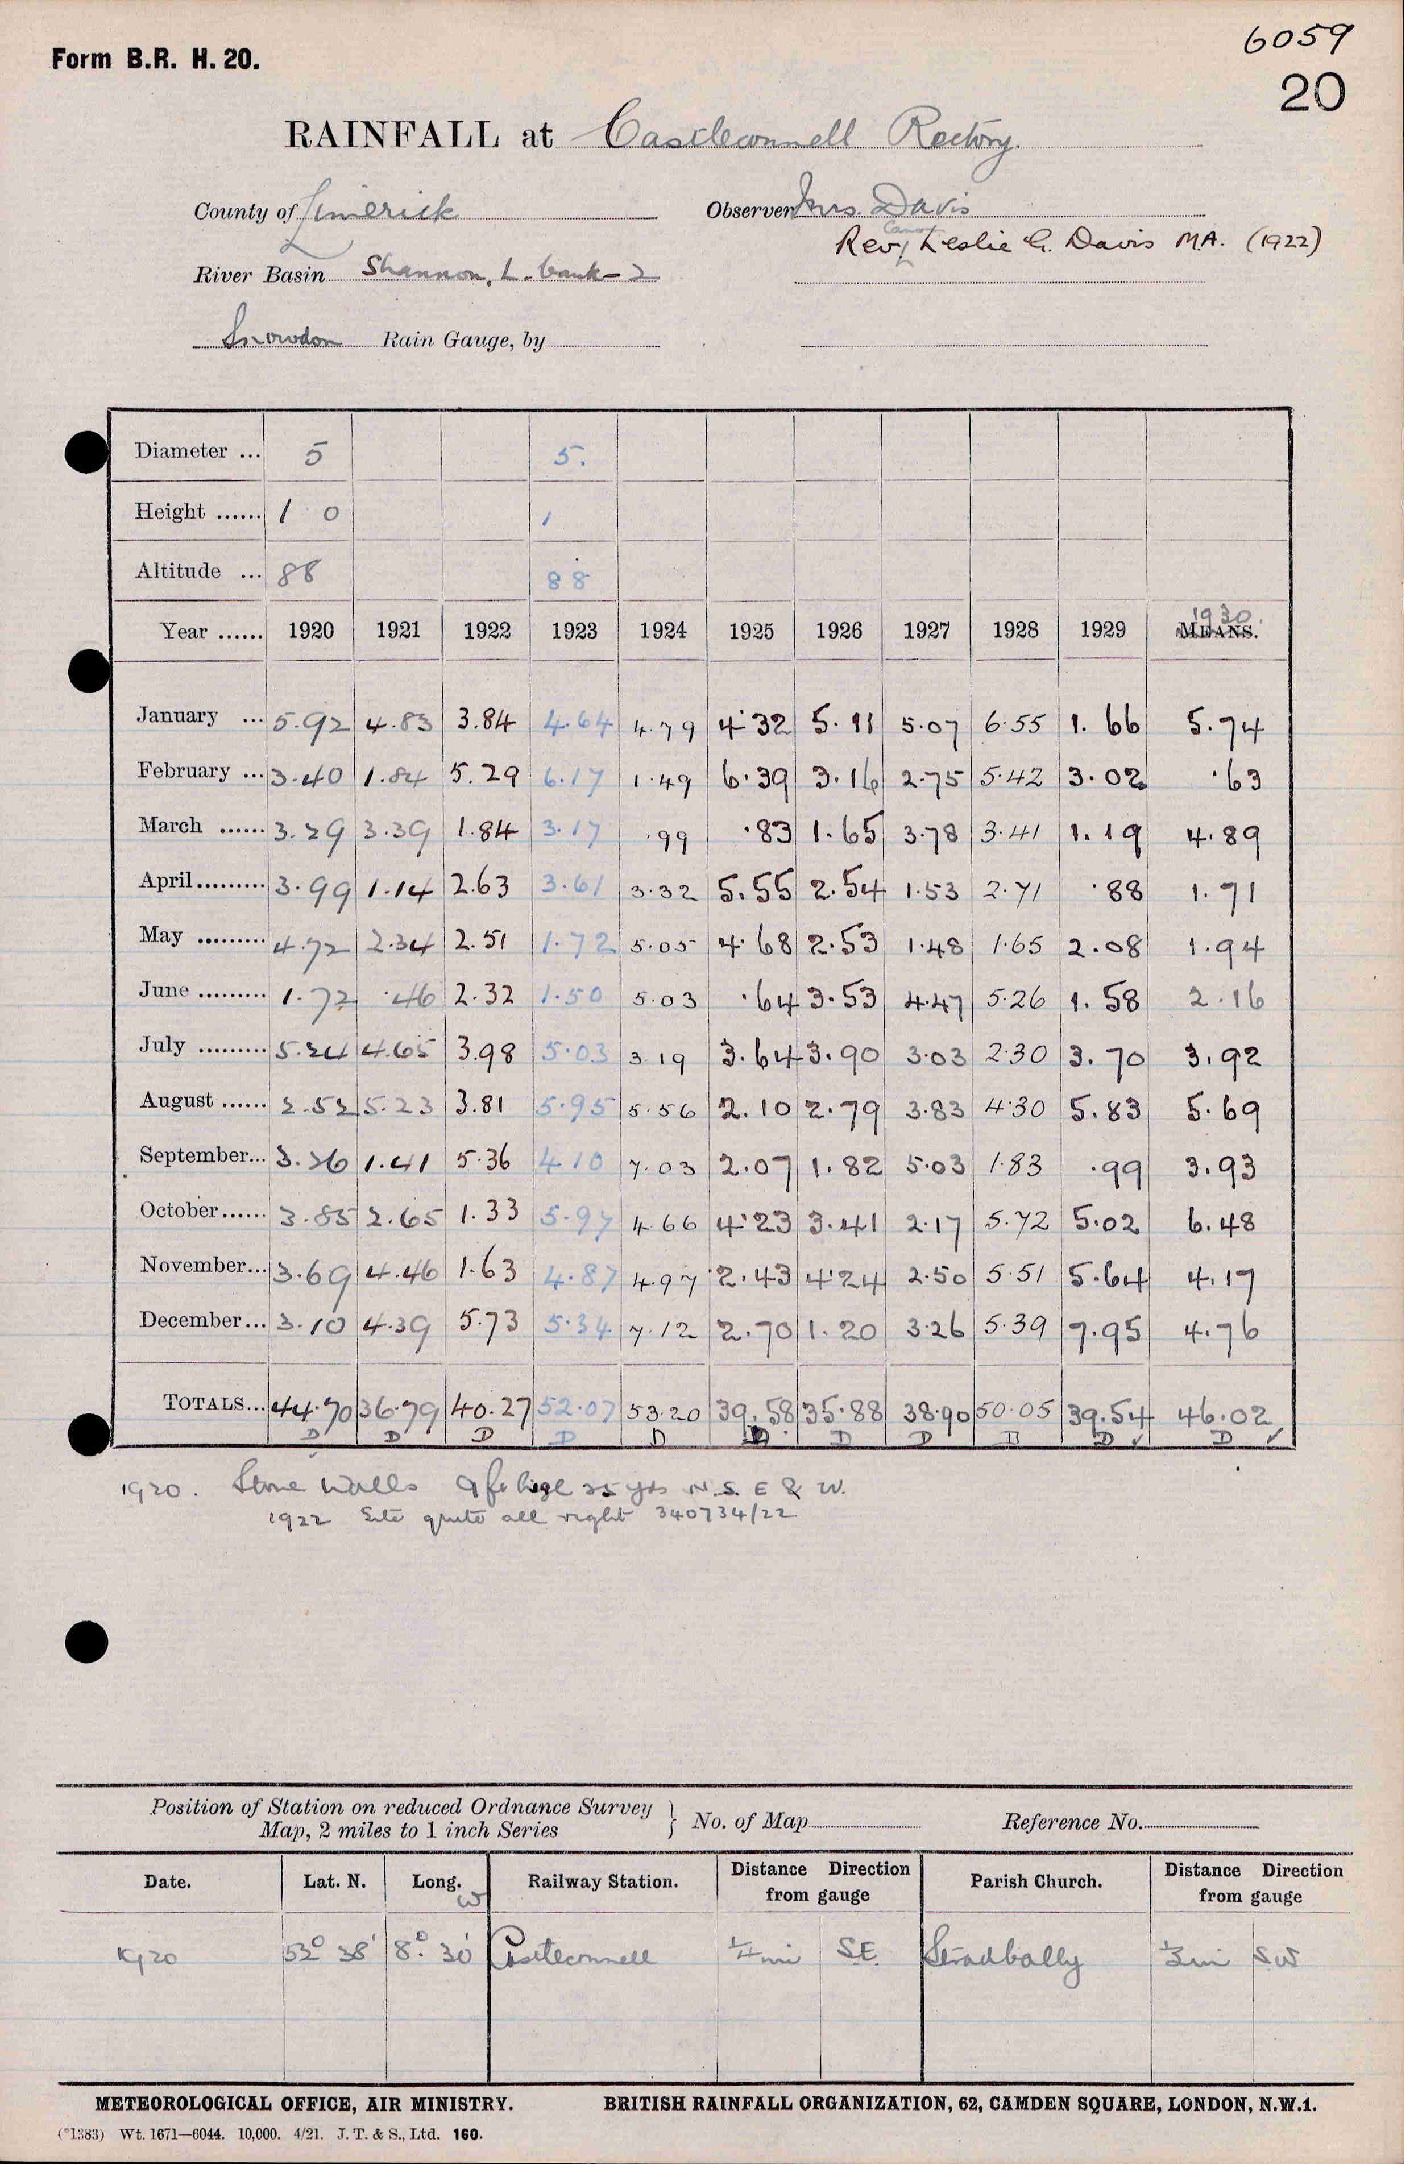 Form B.R. H. 20.
6059
20
RAINFALL at Castleconnell Rectory.
County of Limerick Observer Mrs. Davis
Rev. Canon Leslie G. Davis M.A. (1922)
River Basin Shannon, L. bank - 2
Snowdon Rain Gauge, by
Diameter ... 5 5.
Height ...... 1 0 1
Altitude ... 88 88
Year ...... 1920 1921 1922 1923 1924 1925 1926 1927 1928 1929 MEANS. 1930.
January ... 5.92 4.83 3.84 4.64 4.79 4.32 5.11 5.07 6.55 1.66 5.74
February ... 3.40 1.84 5.29 6.17 1.49 6.39 3.16 2.75 5.42 3.02 .63
March ...... 3.29 3.39 1.84 3.17 .99 .83 1.65 3.78 3.41 1.19 4.89
April......... 3.99 1.14 2.63 3.61 3.32 5.55 2.54 1.53 2.71 .88 1.71
May ......... 4.72 2.34 2.51 1.72 5.05 4.68 2.53 1.48 1.65 2.08 1.94
June ......... 1.72 .46 2.32 1.50 5.03 .64 3.53 4.47 5.26 1.58 2.16
July ......... 5.24 4.65 3.98 5.03 3.19 3.64 3.90 3.03 2.30 3.70 3.92
August ...... 2.52 5.23 3.81 5.95 5.56 2.10 2.79 3.83 4.30 5.83 5.69
September... 3.26 1.41 5.36 4.10 7.03 2.07 1.82 5.03 1.83 .99 3.93
October...... 3.85 2.65 1.33 5.97 4.66 4.23 3.41 2.17 5.72 5.02 6.48
November... 3.69 4.46 1.63 4.87 4.97 2.43 4.24 2.50 5.51 5.64 4.17
December... 3.10 4.39 5.73 5.34 7.12 2.70 1.20 3.26 5.39 7.95 4.76
TOTALS... 44.70 36.79 40.27 52.07 53.20 39.58 35.88 38.90 50.05 39.54 46.02
D D D D D D D D D D ✓ D ✓
1920. Stone Walls 9 ft high 25 yds N. S. E & W.
1922 Site quite all right 340734/22
Position of Station on reduced Ordnance Survey
Map, 2 miles to 1 inch Series } No. of Map Reference No.
Date. Lat. N. Long. W Railway Station. Distance Direction from gauge Parish Church. Distance Direction from gauge
1920 52° 38' 8° 30' Castleconnell ¼ mi S.E. Stradbally ½ mi S.W
METEOROLOGICAL OFFICE, AIR MINISTRY. BRITISH RAINFALL ORGANIZATION, 62, CAMDEN SQUARE, LONDON, N.W.1.
(*1383) Wt. 1671—6044. 10,000. 4/21. J. T. & S., Ltd. 160.